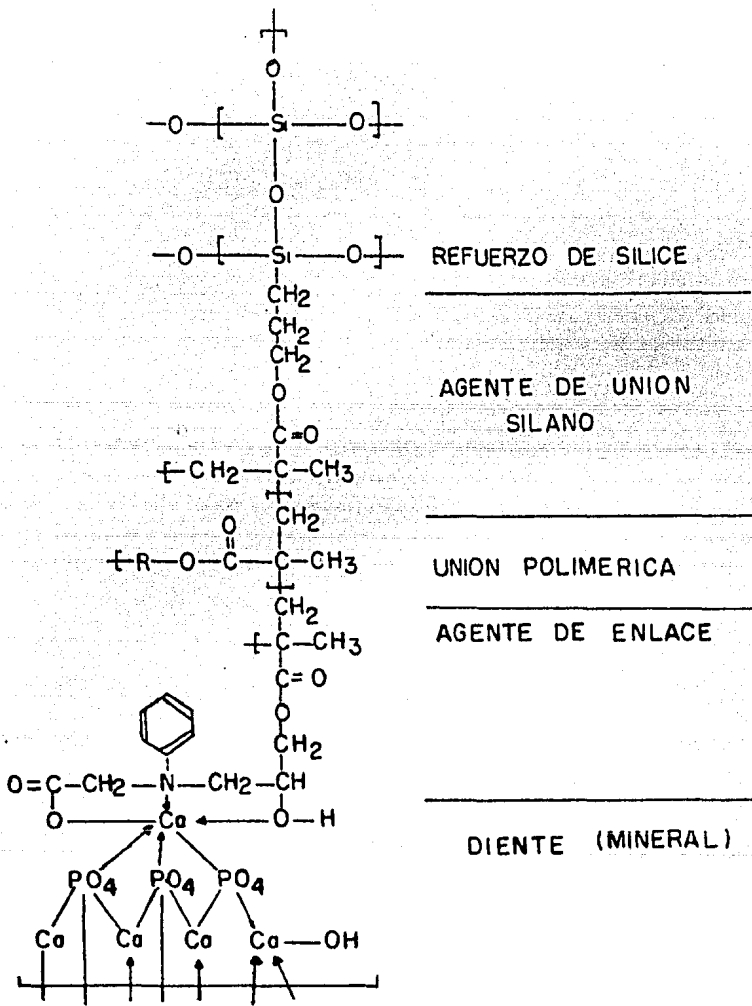 O
—O—[—Si—O—]—
O
—O—[—Si—O—]— REFUERZO DE SILICE
CH2
CH2
CH2
O AGENTE DE UNION
SILANO
C=O
[—CH2—C—CH3
CH2
O
[—R—O—C—C—CH3 UNION POLIMERICA
CH2
[—C—CH3 AGENTE DE ENLACE
C=O
O
CH2
O=C—CH2—N—CH2—CH
O—Ca←O—H
DIENTE (MINERAL)
PO4 PO4 PO4
Ca Ca Ca Ca—OH